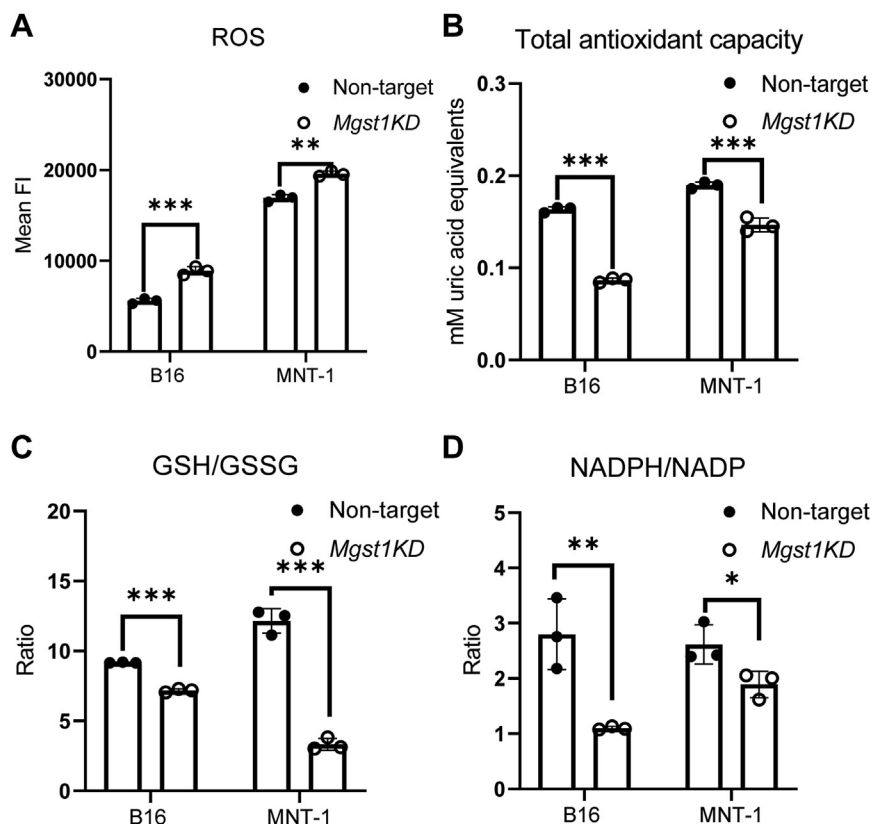 A
ROS
Mean FI
30000
20000
10000
0
Non-target
Mgst1KD
***
**
B16
MNT-1
B
Total antioxidant capacity
mM uric acid equivalents
0.3
0.2
0.1
0.0
Non-target
Mgst1KD
***
***
B16
MNT-1
C
GSH/GSSG
Ratio
20
15
10
5
0
Non-target
Mgst1KD
***
***
B16
MNT-1
D
NADPH/NADP
Ratio
5
4
3
2
1
0
Non-target
Mgst1KD
**
*
B16
MNT-1